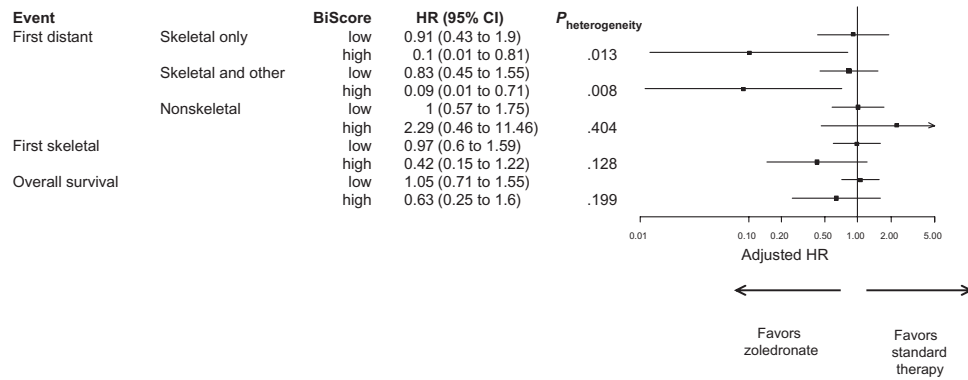 Event BiScore HR (95% CI) P heterogeneity
First distant Skeletal only low 0.91 (0.43 to 1.9)
high 0.1 (0.01 to 0.81) .013
Skeletal and other low 0.83 (0.45 to 1.55)
high 0.09 (0.01 to 0.71) .008
Nonskeletal low 1 (0.57 to 1.75)
high 2.29 (0.46 to 11.46) .404
First skeletal low 0.97 (0.6 to 1.59)
high 0.42 (0.15 to 1.22) .128
Overall survival low 1.05 (0.71 to 1.55)
high 0.63 (0.25 to 1.6) .199
0.01 0.10 0.20 0.50 1.00 2.00 5.00
Adjusted HR
Favors Favors
zoledronate standard
therapy